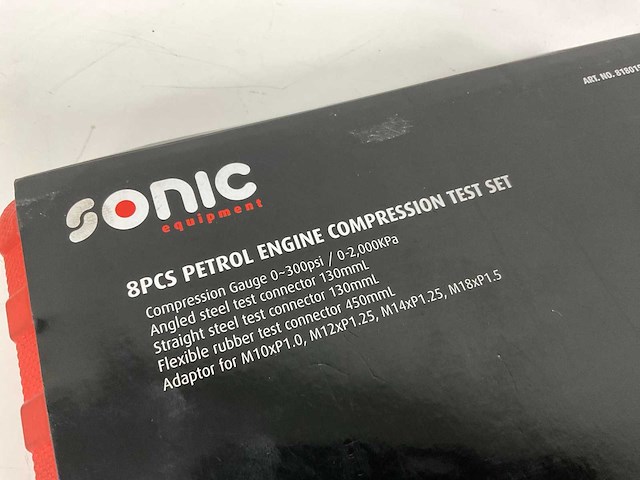 ART. NO. 818015
sonic
equipment
8PCS PETROL ENGINE COMPRESSION TEST SET
Compression Gauge 0~300psi / 0-2,000KPa
Angled steel test connector 130mmL
Straight steel test connector 130mmL
Flexible rubber test connector 450mmL
Adaptor for M10xP1.0, M12xP1.25, M14xP1.25, M18xP1.5